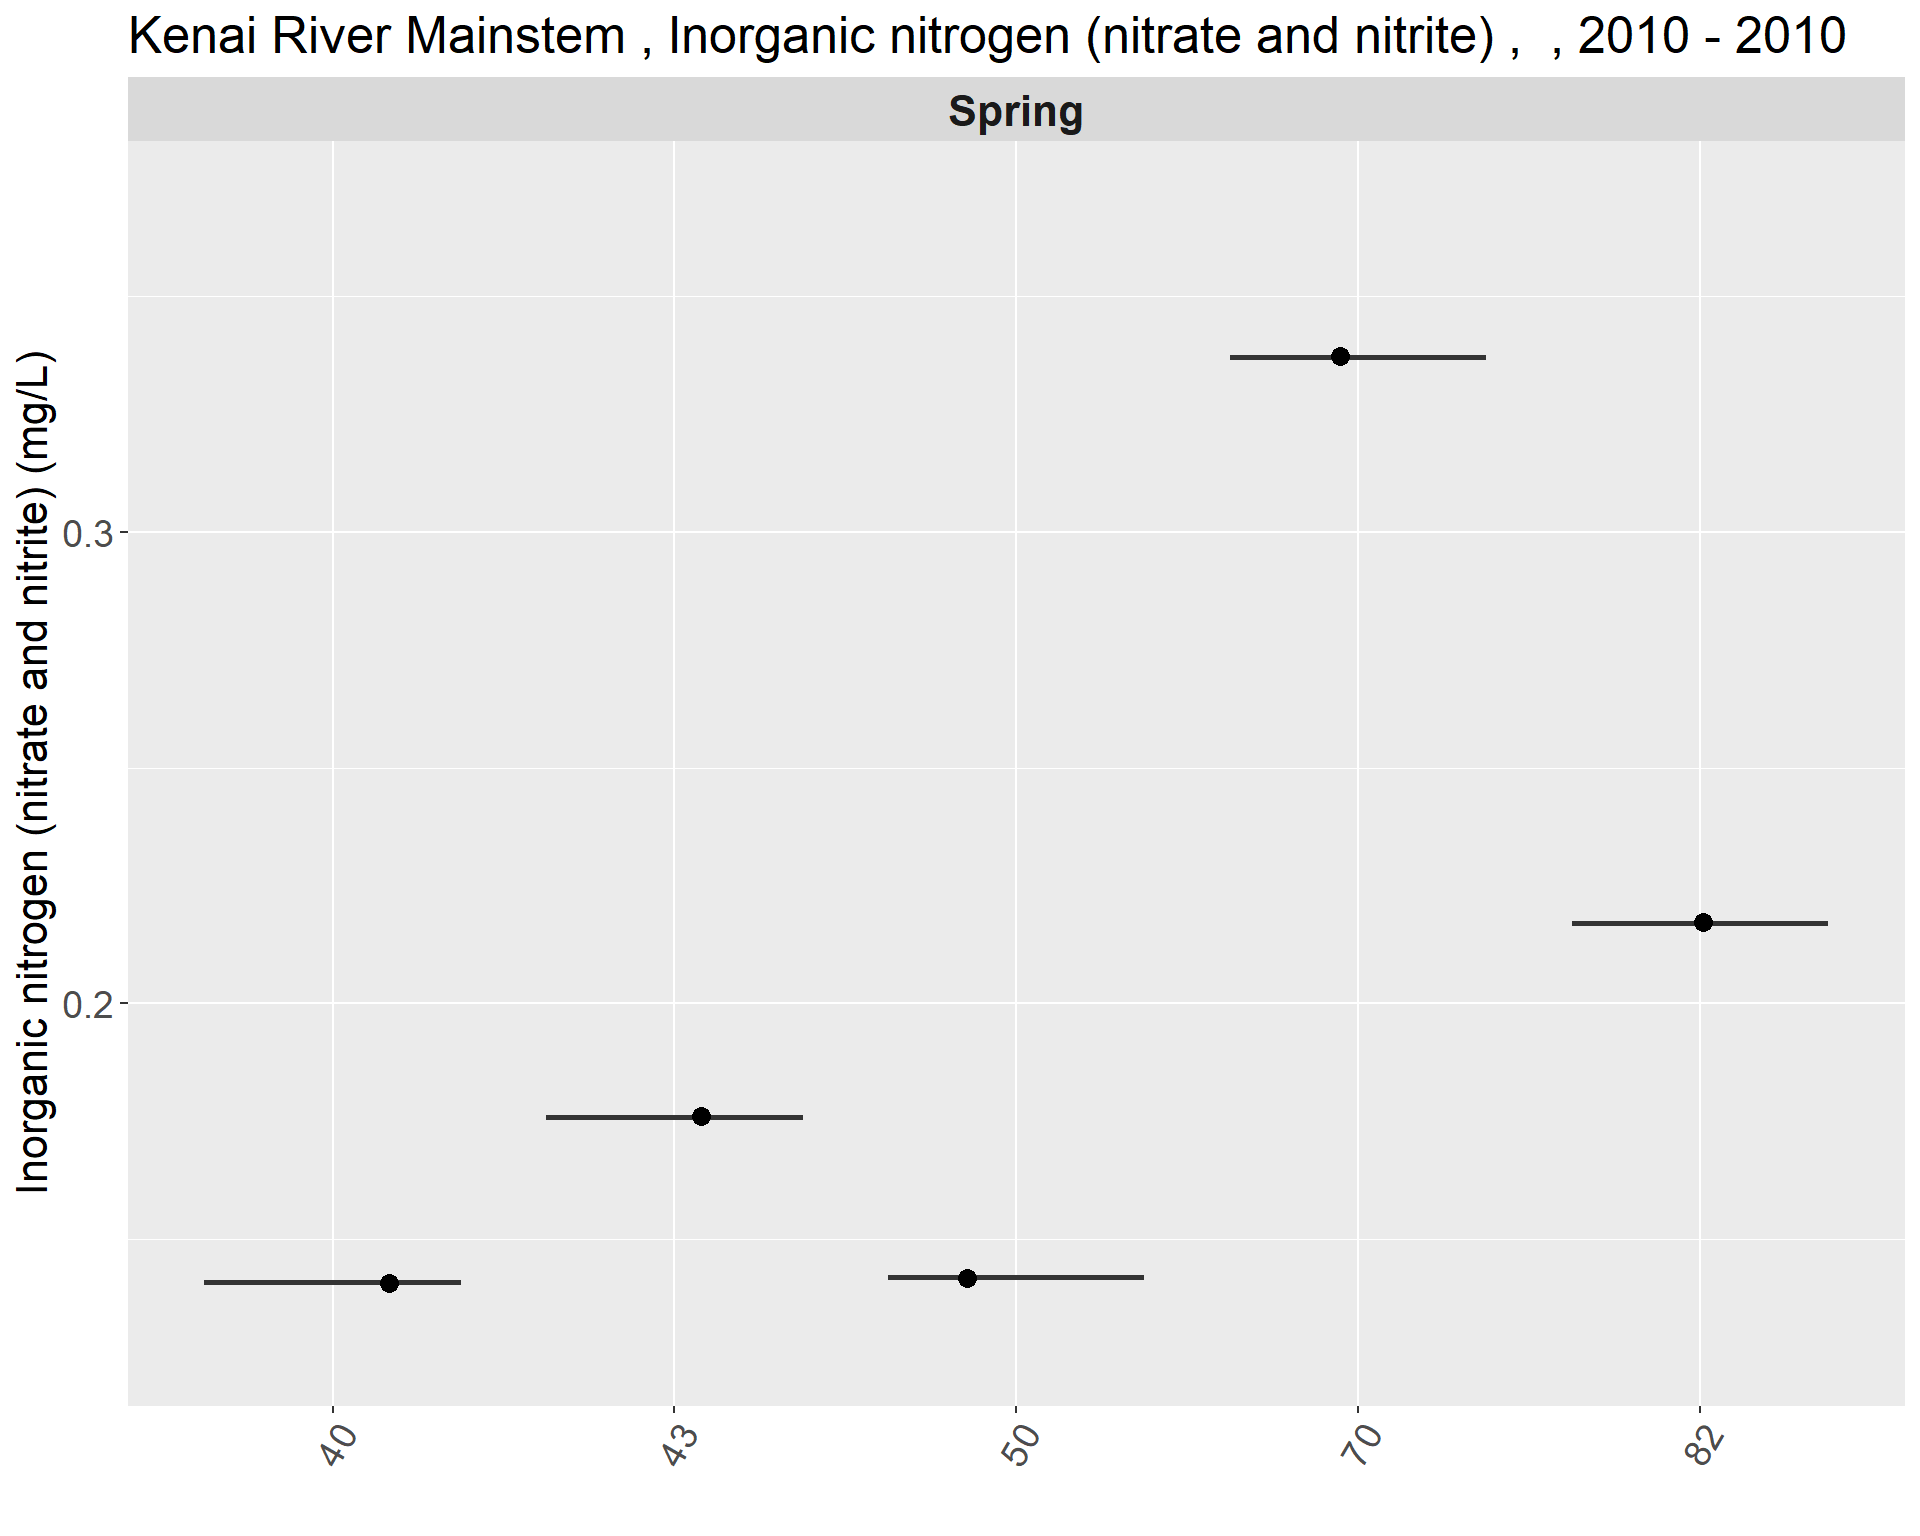 Kenai River Mainstem , Inorganic nitrogen (nitrate and nitrite) ,  , 2010 - 2010
Spring
Inorganic nitrogen (nitrate and nitrite) (mg/L)
0.3
0.2
40
43
50
70
82